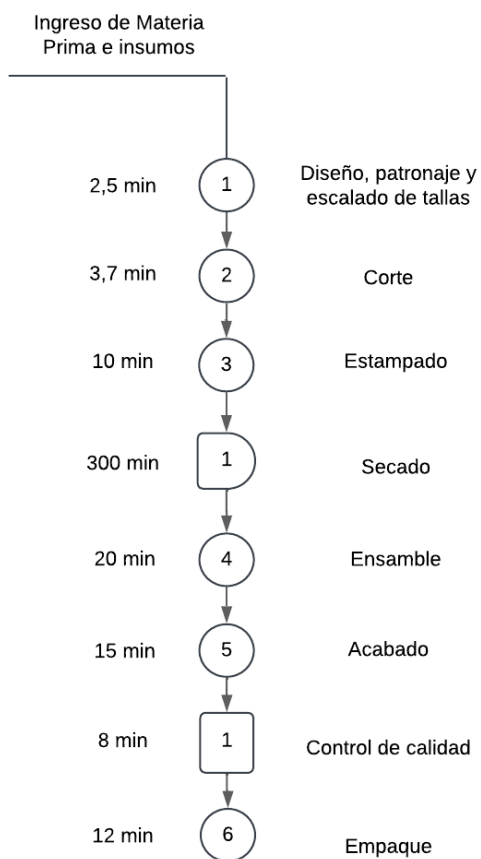 Ingreso de Materia
Prima e insumos
2,5 min
1
Diseño, patronaje y
escalado de tallas
3,7 min
2
Corte
10 min
3
Estampado
300 min
1
Secado
20 min
4
Ensamble
15 min
5
Acabado
8 min
1
Control de calidad
12 min
6
Empaque